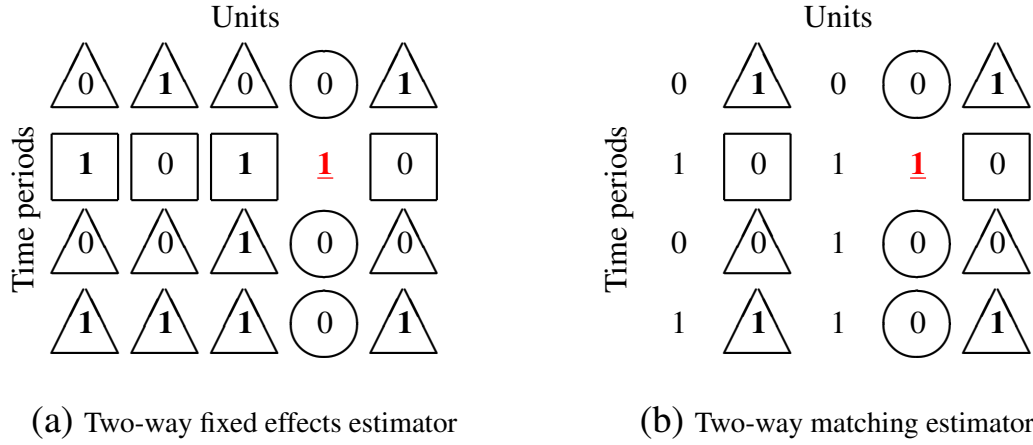 Units
Units
Time periods
0 1 0 0 1
1 0 1 1 0
0 0 1 0 0
1 1 1 0 1
Time periods
0 1 0 0 1
1 0 1 1 0
0 0 1 0 0
1 1 1 0 1
(a) Two-way fixed effects estimator
(b) Two-way matching estimator